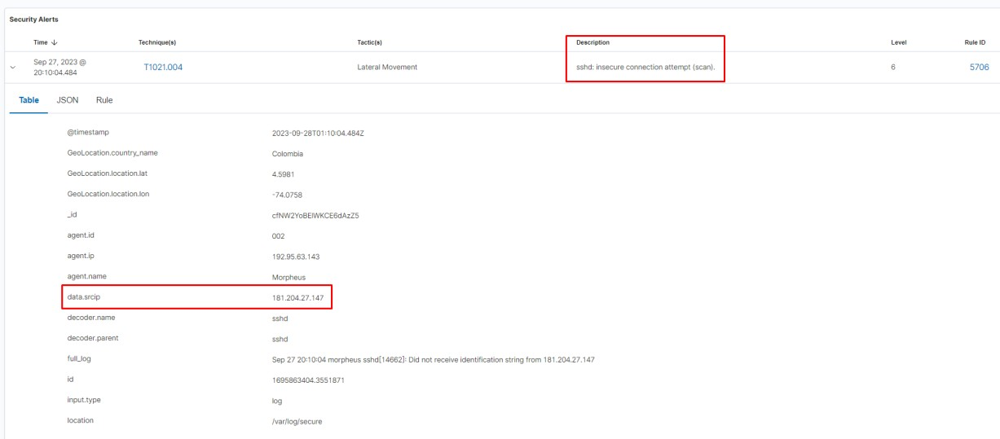 Security Alerts
Time ↓ Technique(s) Tactic(s) Description Level Rule ID
Sep 27, 2023 @
20:10:04.484 T1021.004 Lateral Movement sshd: insecure connection attempt (scan). 6 5706
Table JSON Rule
@timestamp 2023-09-28T01:10:04.484Z
GeoLocation.country_name Colombia
GeoLocation.location.lat 4.5981
GeoLocation.location.lon -74.0758
_id cfNW2YoBElWKCE6dAzZ5
agent.id 002
agent.ip 192.95.63.143
agent.name Morpheus
data.srcip 181.204.27.147
decoder.name sshd
decoder.parent sshd
full_log Sep 27 20:10:04 morpheus sshd[14662]: Did not receive identification string from 181.204.27.147
id 1695863404.3551871
input.type log
location /var/log/secure